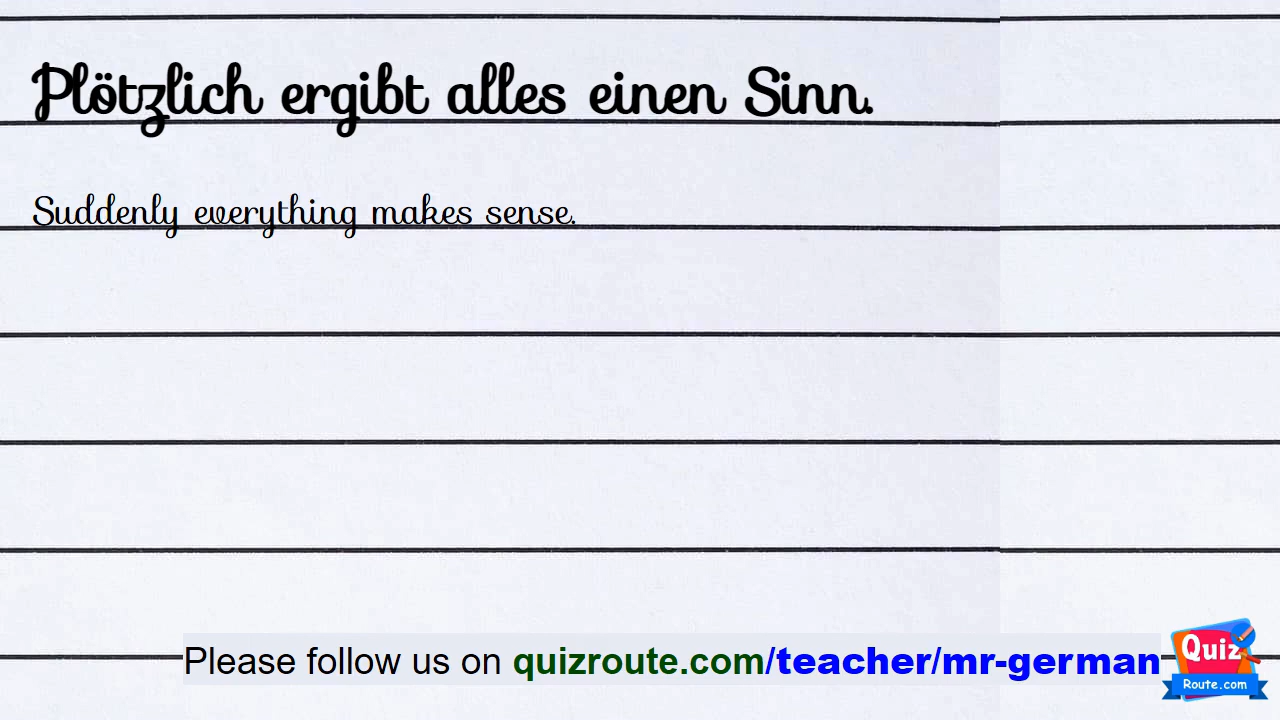 Plötzlich ergibt alles einen Sinn.
Suddenly everything makes sense.
Please follow us on quizroute.com/teacher/mr-german
Quiz
Route.com